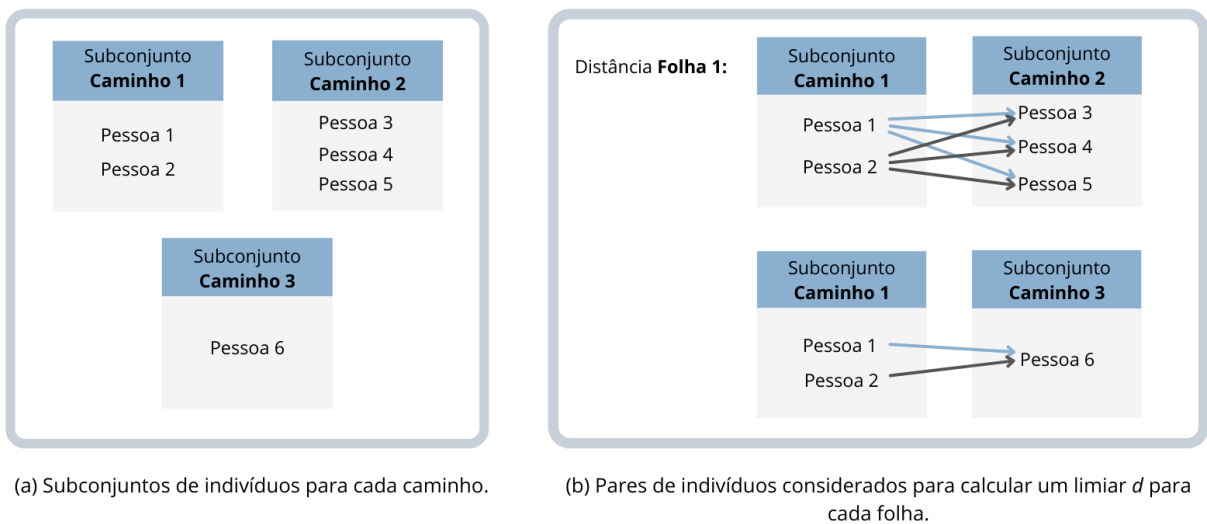 Subconjunto
Caminho 1
Pessoa 1
Pessoa 2
Subconjunto
Caminho 2
Pessoa 3
Pessoa 4
Pessoa 5
Subconjunto
Caminho 3
Pessoa 6
(a) Subconjuntos de indivíduos para cada caminho.
Distância Folha 1:
Subconjunto
Caminho 1
Pessoa 1
Pessoa 2
Subconjunto
Caminho 2
Pessoa 3
Pessoa 4
Pessoa 5
Subconjunto
Caminho 1
Pessoa 1
Pessoa 2
Subconjunto
Caminho 3
Pessoa 6
(b) Pares de indivíduos considerados para calcular um limiar d para
cada folha.